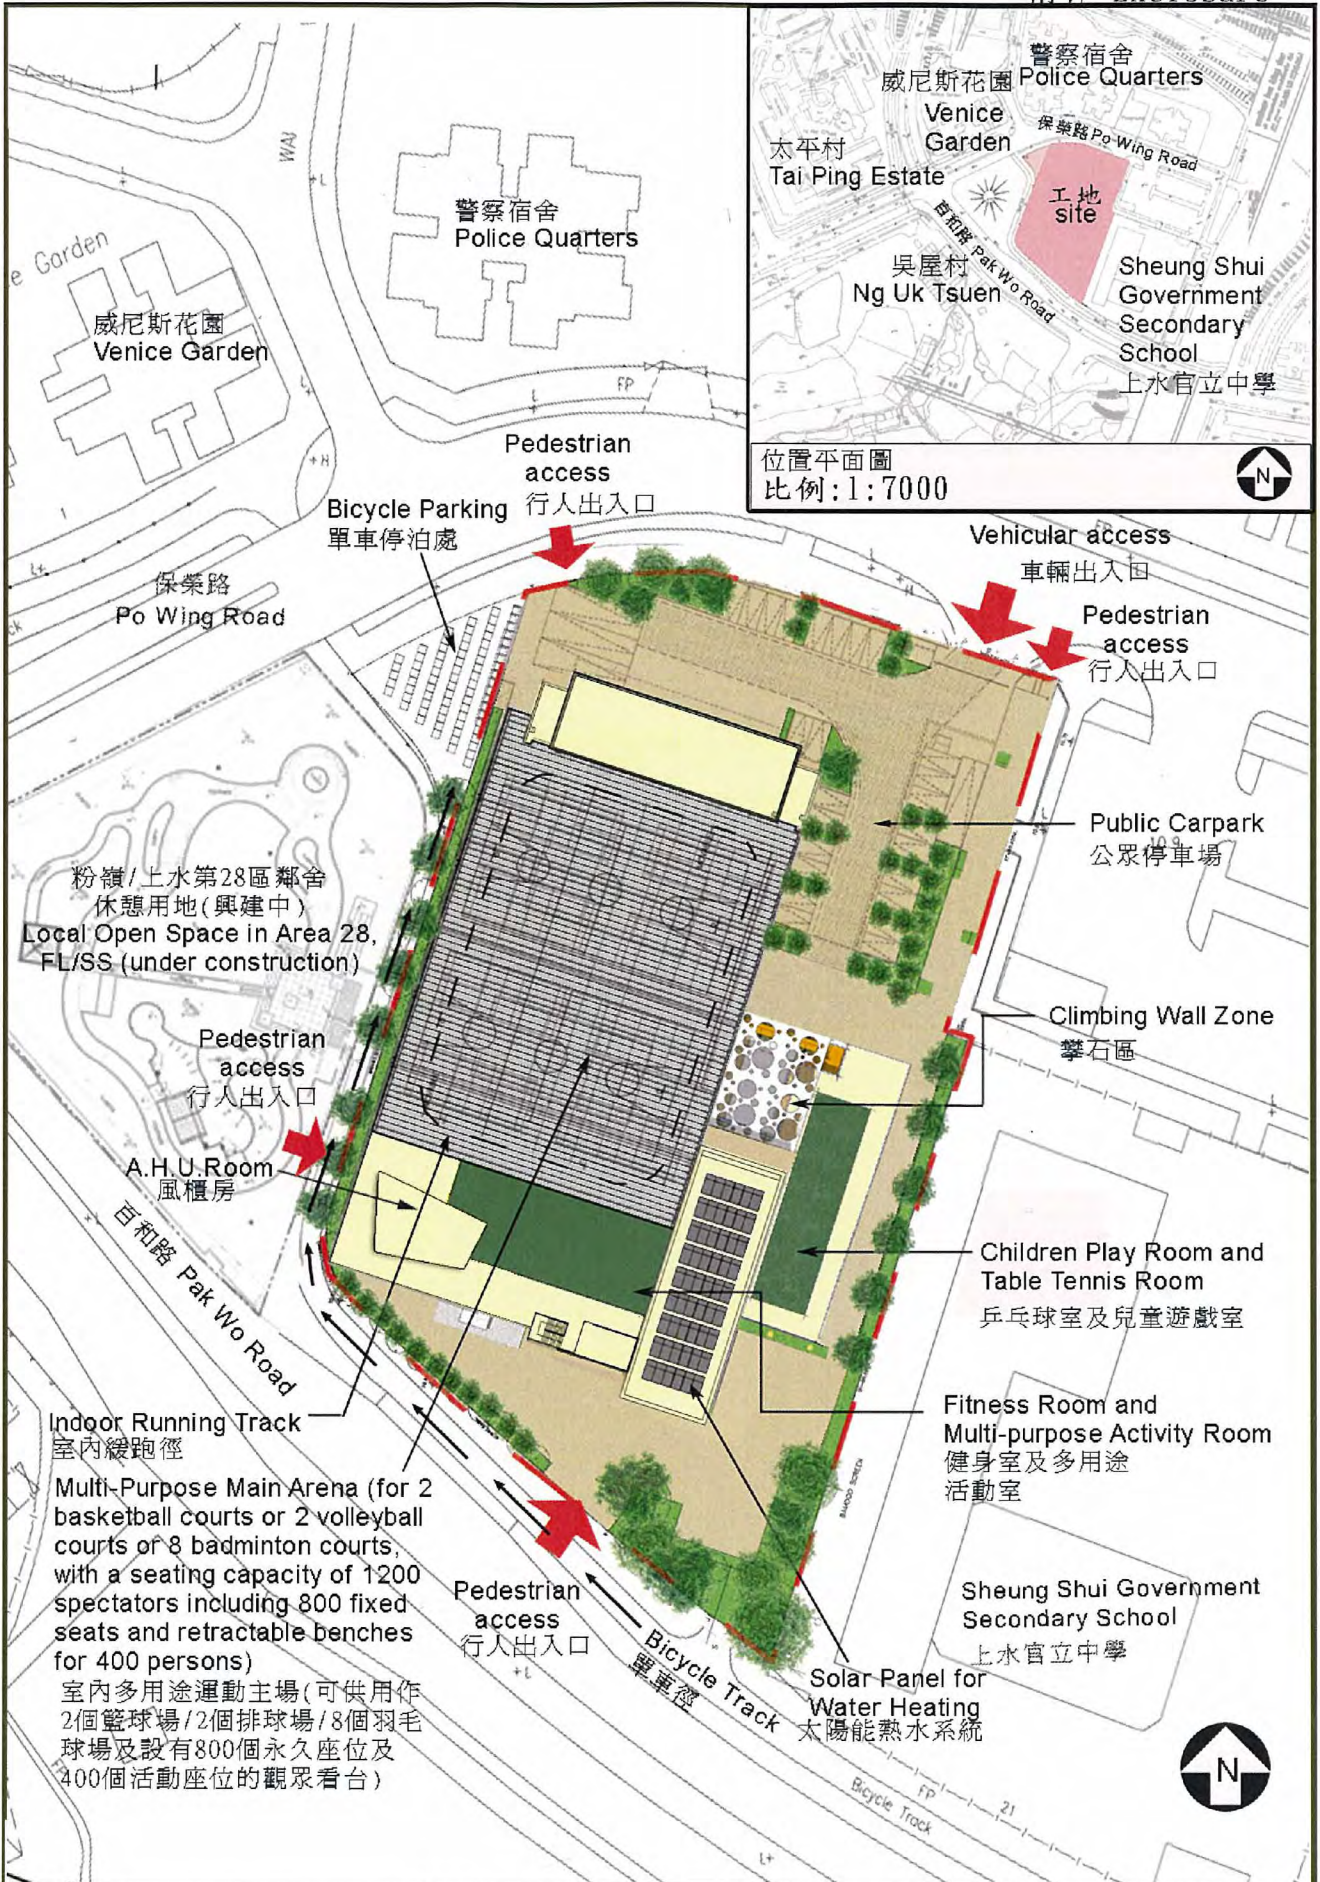 警察宿舍
Police Quarters
威尼斯花園
Venice
Garden
保榮路 Po Wing Road
太平村
Tai Ping Estate
工地
site
百和路 Pak Wo Road
吳屋村
Ng Uk Tsuen
Sheung Shui
Government
Secondary
School
上水官立中學
位置平面圖
比例:1:7000
N
WAI
警察宿舍
Police Quarters
e Garden
威尼斯花園
Venice Garden
FP
Pedestrian
access
行人出入口
Bicycle Parking
單車停泊處
Vehicular access
車輛出入口
Pedestrian
access
行人出入口
保榮路
Po Wing Road
Public Carpark
公眾停車場
粉嶺/上水第28區鄰舍
休憩用地(興建中)
Local Open Space in Area 28,
FL/SS (under construction)
Climbing Wall Zone
攀石區
Pedestrian
access
行人出入口
A.H.U.Room
風櫃房
百和路 Pak Wo Road
Children Play Room and
Table Tennis Room
乒乓球室及兒童遊戲室
Indoor Running Track
室內緩跑徑
Fitness Room and
Multi-purpose Activity Room
健身室及多用途
活動室
Multi-Purpose Main Arena (for 2
basketball courts or 2 volleyball
courts or 8 badminton courts,
with a seating capacity of 1200
spectators including 800 fixed
seats and retractable benches
for 400 persons)
室內多用途運動主場(可供用作
2個籃球場/2個排球場/8個羽毛
球場及設有800個永久座位及
400個活動座位的觀眾看台)
Pedestrian
access
行人出入口
Bicycle Track
單車徑
Sheung Shui Government
Secondary School
上水官立中學
Solar Panel for
Water Heating
太陽能熱水系統
Bicycle Track
FP
21
N